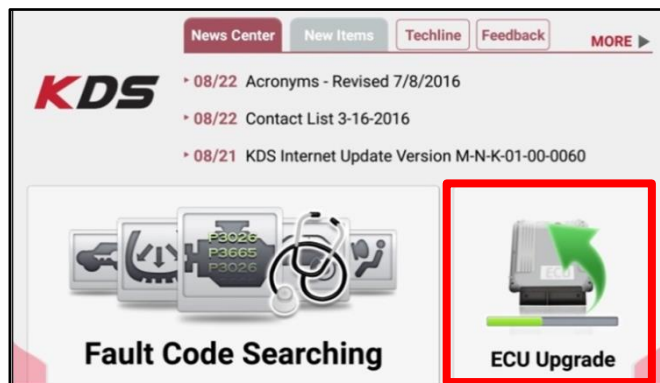 News Center New Items Techline Feedback MORE ▶
KDS
08/22 Acronyms - Revised 7/8/2016
08/22 Contact List 3-16-2016
08/21 KDS Internet Update Version M-N-K-01-00-0060
P3026
P3665
P3026
ECU
Fault Code Searching
ECU Upgrade